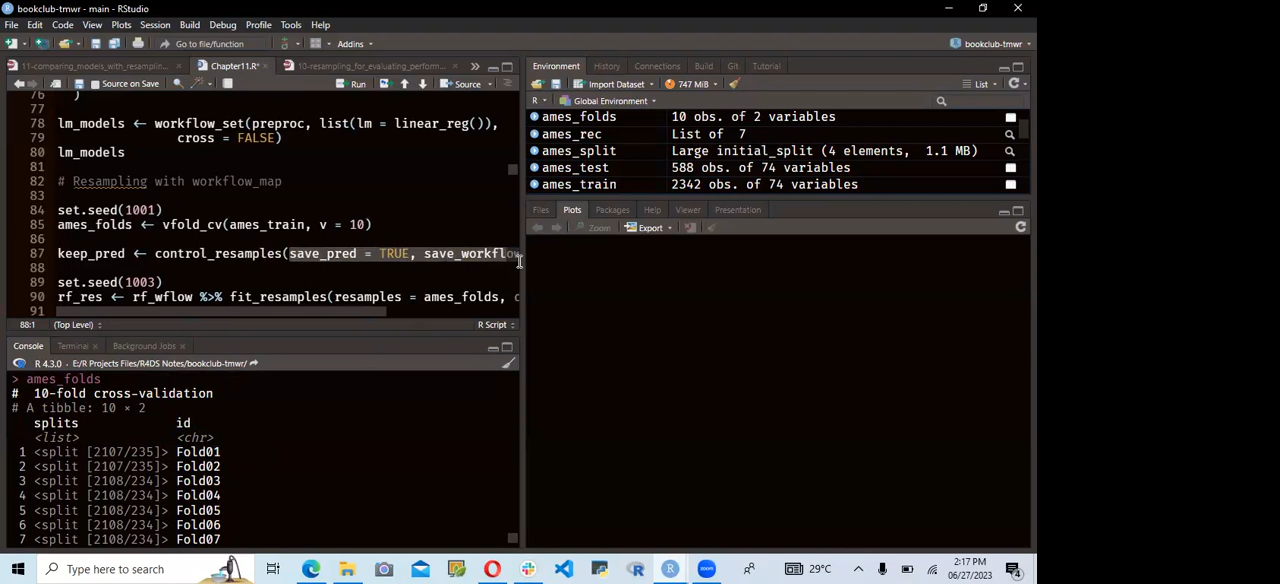 bookclub-tmwr - main - RStudio
File Edit Code View Plots Session Build Debug Profile Tools Help
Go to file/function Addins bookclub-tmwr
11-comparing_models_with_resamplin... Chapter11.R* 10-resampling_for_evaluating_perform...
Source on Save Run Source
76 )
77
78 lm_models ← workflow_set(preproc, list(lm = linear_reg()),
79 cross = FALSE)
80 lm_models
81
82 # Resampling with workflow_map
83
84 set.seed(1001)
85 ames_folds ← vfold_cv(ames_train, v = 10)
86
87 keep_pred ← control_resamples(save_pred = TRUE, save_workflow
88
89 set.seed(1003)
90 rf_res ← rf_wflow %>% fit_resamples(resamples = ames_folds, c
91
88:1 (Top Level) R Script
Console Terminal Background Jobs
R 4.3.0 · E:/R Projects Files/R4DS Notes/bookclub-tmwr/
> ames_folds
# 10-fold cross-validation
# A tibble: 10 × 2
splits id
<list> <chr>
1 <split [2107/235]> Fold01
2 <split [2107/235]> Fold02
3 <split [2108/234]> Fold03
4 <split [2108/234]> Fold04
5 <split [2108/234]> Fold05
6 <split [2108/234]> Fold06
7 <split [2108/234]> Fold07
Environment History Connections Build Git Tutorial
Import Dataset 747 MiB List
R Global Environment
ames_folds 10 obs. of 2 variables
ames_rec List of 7
ames_split Large initial_split (4 elements, 1.1 MB)
ames_test 588 obs. of 74 variables
ames_train 2342 obs. of 74 variables
Files Plots Packages Help Viewer Presentation
Zoom Export
Type here to search
zoom
29°C
2:17 PM
06/27/2023
4